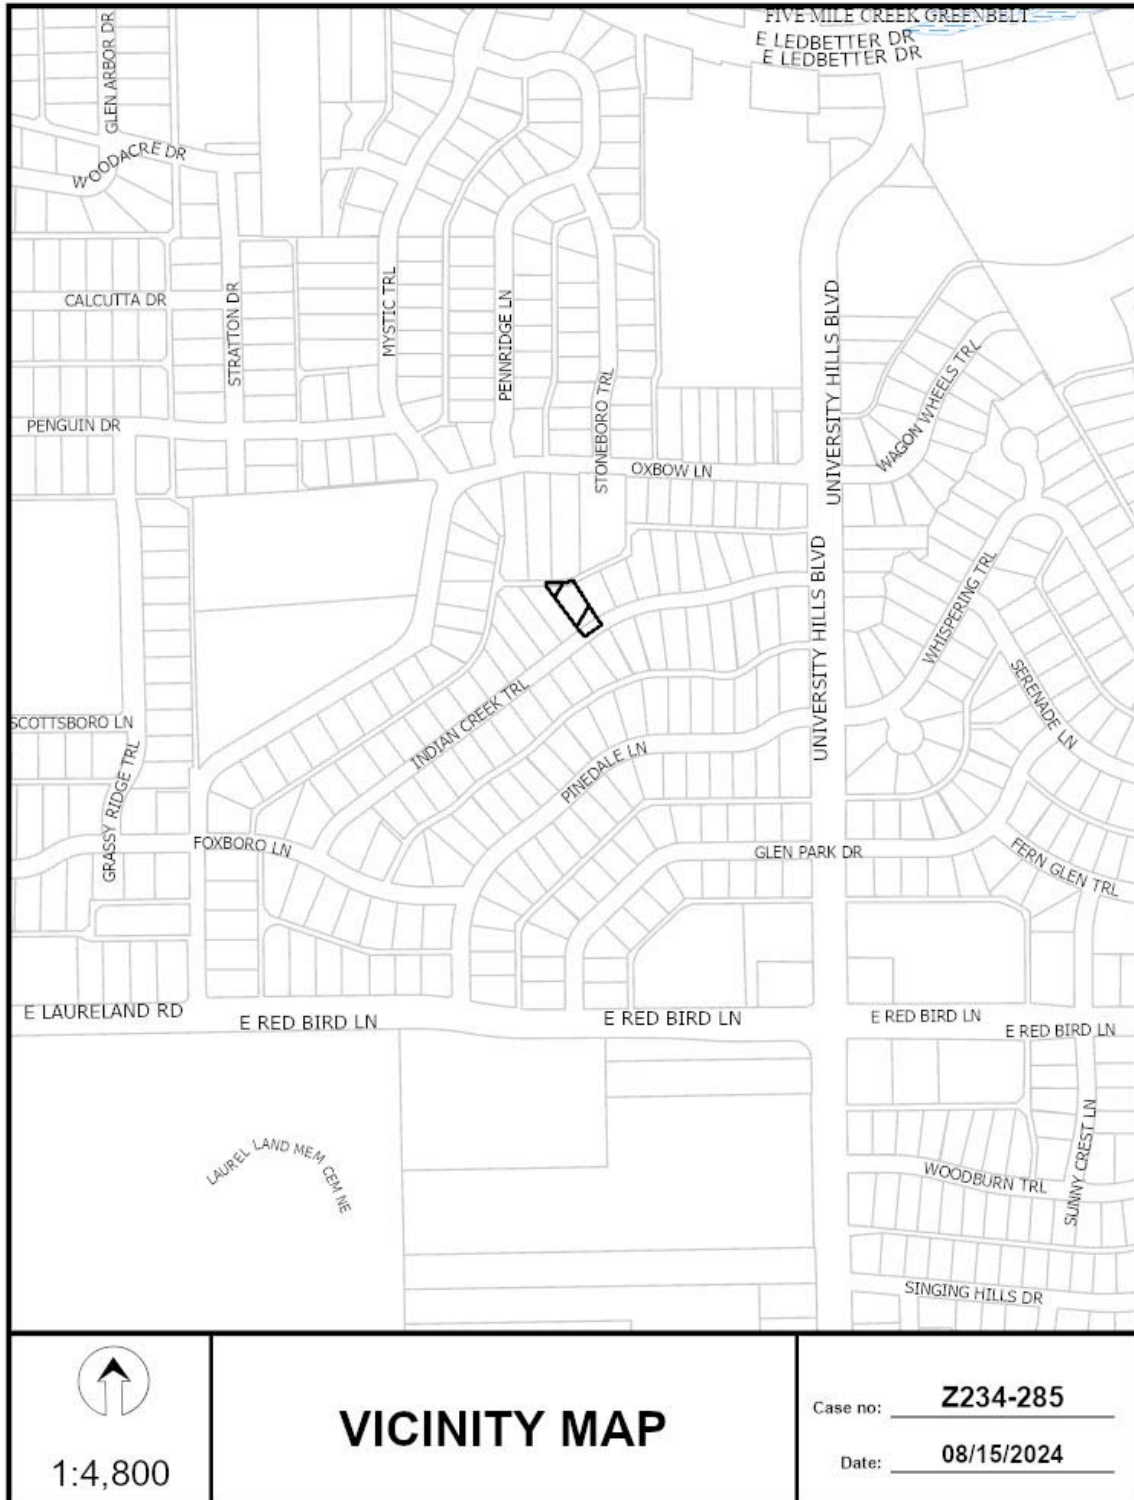 FIVE MILE CREEK GREENBELT
E LEDBETTER DR
E LEDBETTER DR
GLEN ARBOR DR
WOODACRE DR
CALCUTTA DR
STRATTON DR
MYSTIC TRL
PENNRIDGE LN
STONEBORO TRL
UNIVERSITY HILLS BLVD
WAGON WHEELS TRL
PENGUIN DR
OXBOW LN
UNIVERSITY HILLS BLVD
WHISPERING TRL
SERENADE LN
SCOTTSBORO LN
GRASSY RIDGE TRL
INDIAN CREEK TRL
PINEDALE LN
FOXBORO LN
GLEN PARK DR
FERN GLEN TRL
E LAURELAND RD
E RED BIRD LN
E RED BIRD LN
E RED BIRD LN
E RED BIRD LN
LAUREL LAND MEM CEM NE
WOODBURN TRL
SUNNY CREST LN
SINGING HILLS DR
1:4,800
VICINITY MAP
Case no: Z234-285
Date: 08/15/2024